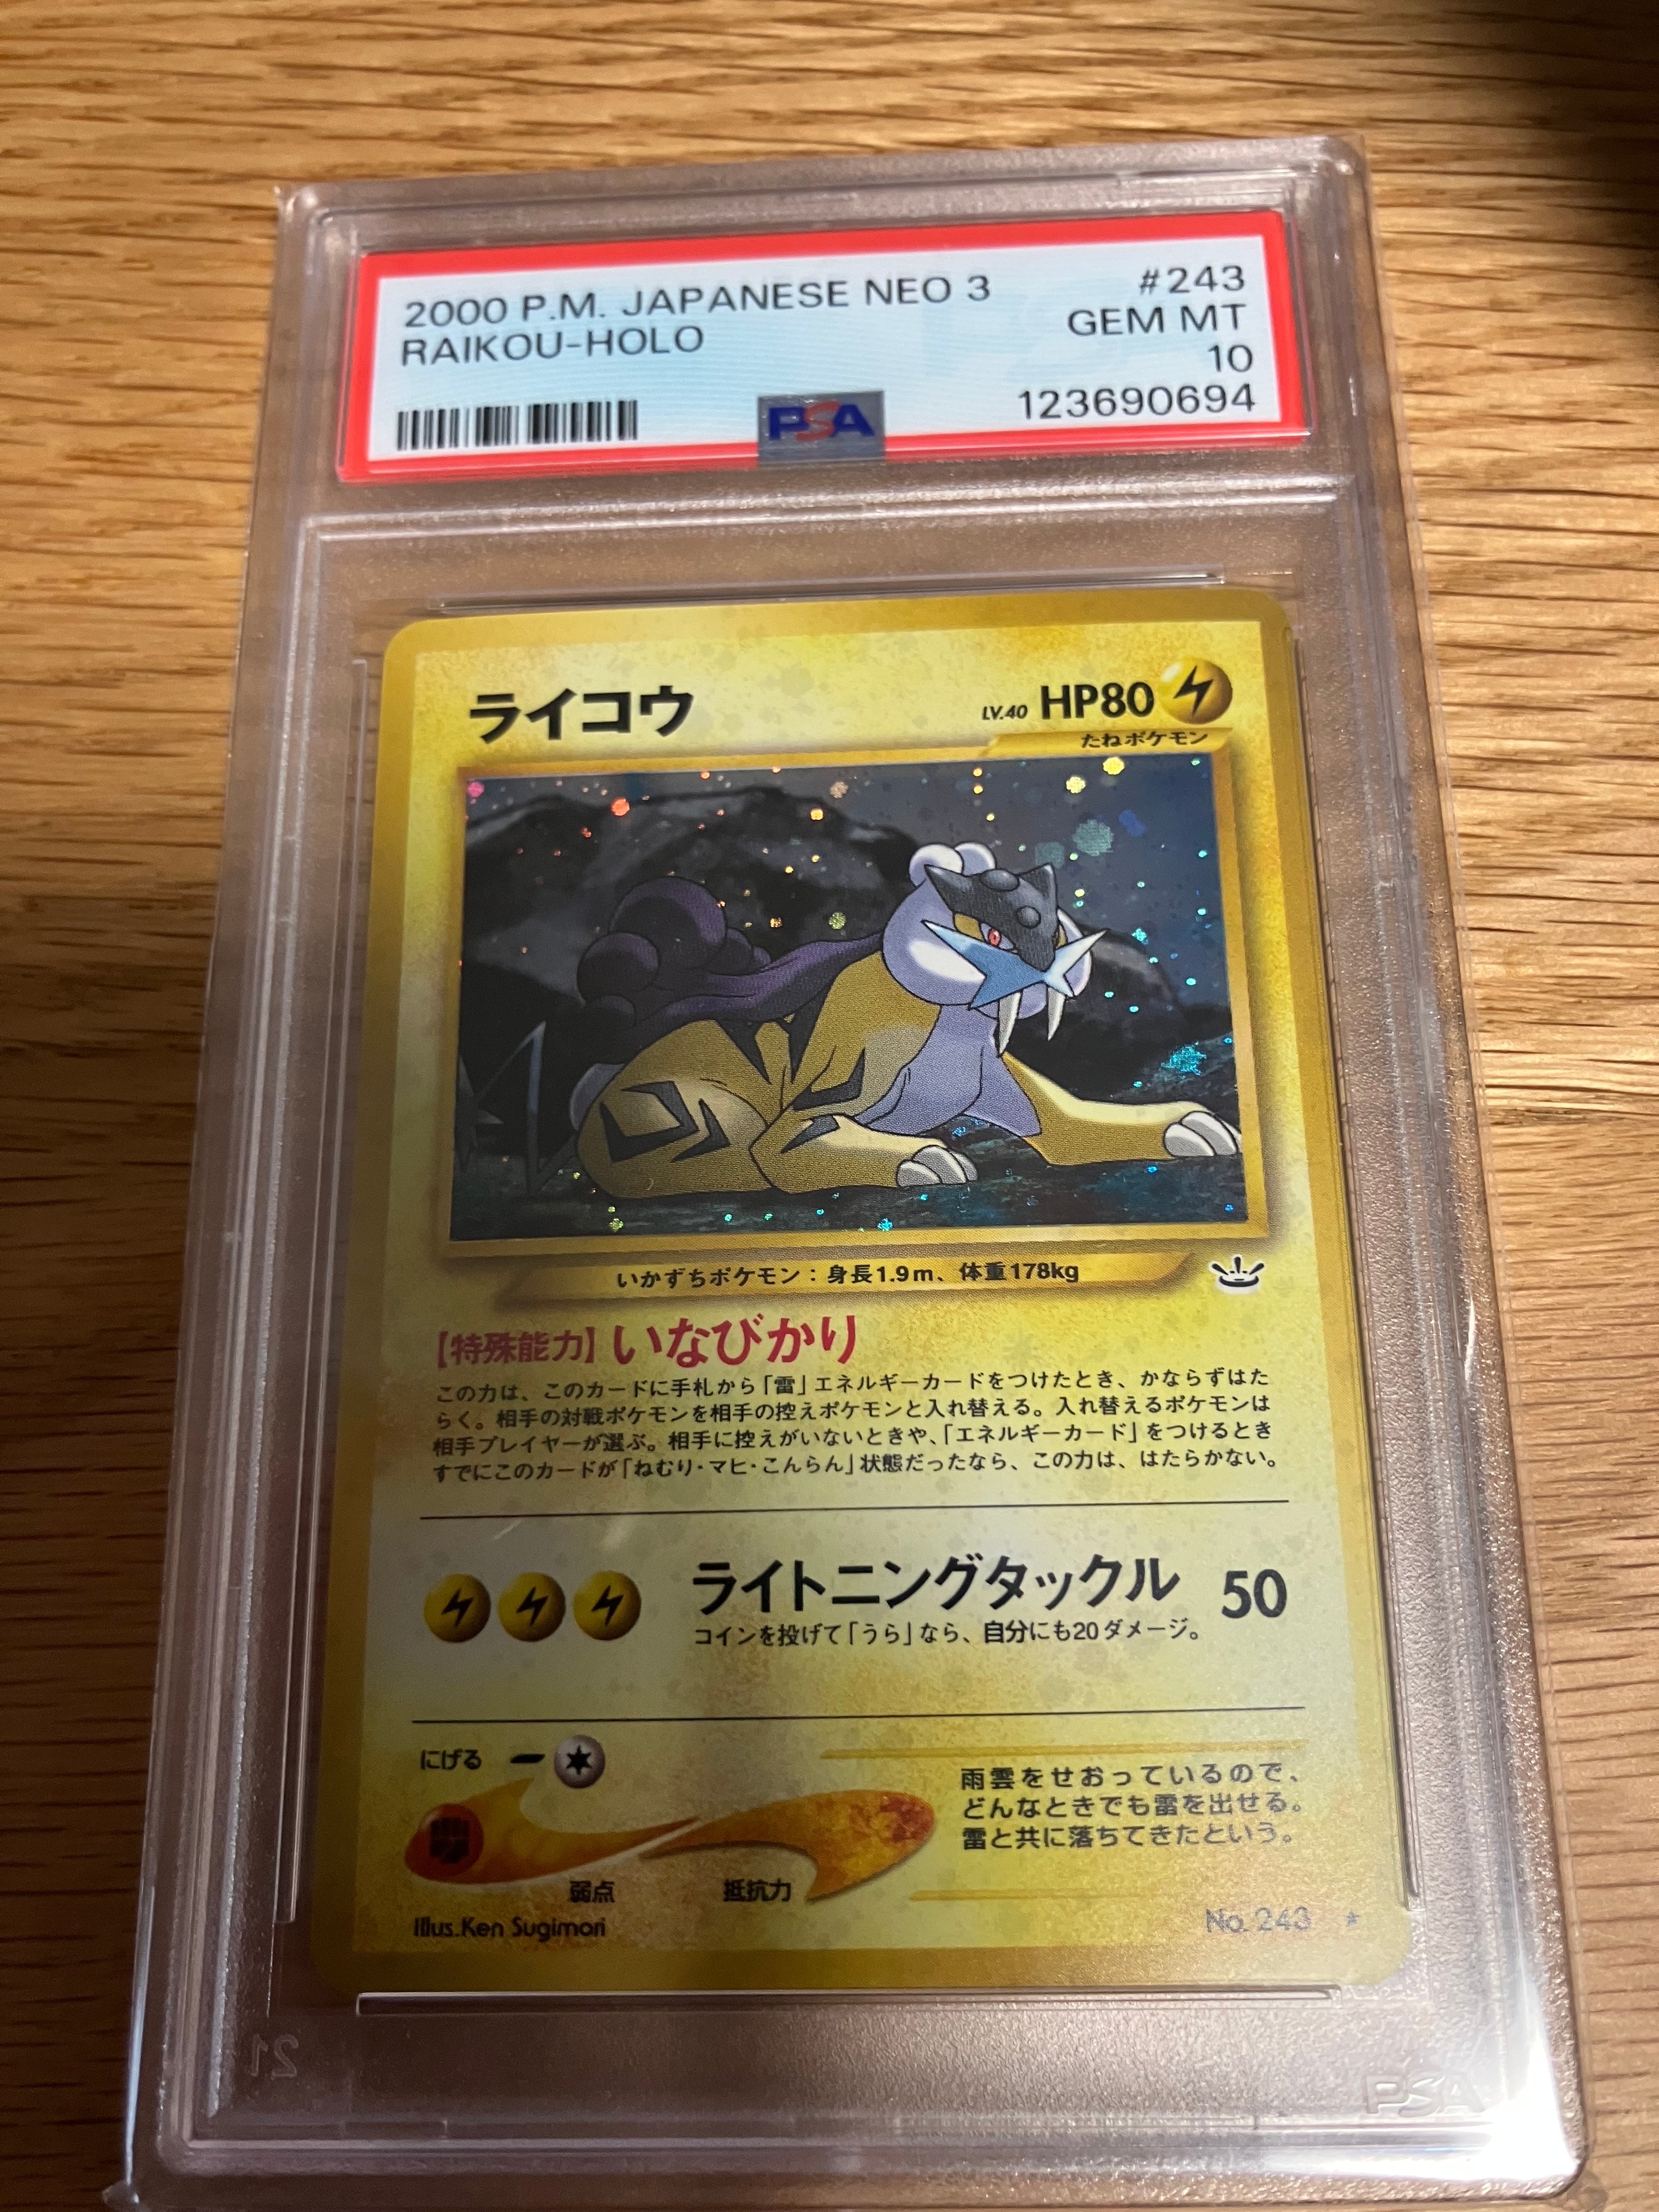 2000 P.M. JAPANESE NEO 3 #243
RAIKOU-HOLO GEM MT
10
PSA 123690694
ライコウ LV.40 HP80
たねポケモン
いかずちポケモン：身長1.9m、体重178kg
【特殊能力】いなびかり
この力は、このカードに手札から「雷」エネルギーカードをつけたとき、かならずはた
らく。相手の対戦ポケモンを相手の控えポケモンと入れ替える。入れ替えるポケモンは
相手プレイヤーが選ぶ。相手に控えがいないときや、「エネルギーカード」をつけるとき
すでにこのカードが「ねむり・マヒ・こんらん」状態だったなら、この力は、はたらかない。
ライトニングタックル 50
コインを投げて「うら」なら、自分にも20ダメージ。
にげる
雨雲をせおっているので、
どんなときでも雷を出せる。
雷と共に落ちてきたという。
弱点 抵抗力
Illus.Ken Sugimori No.243 ★
21
PSA